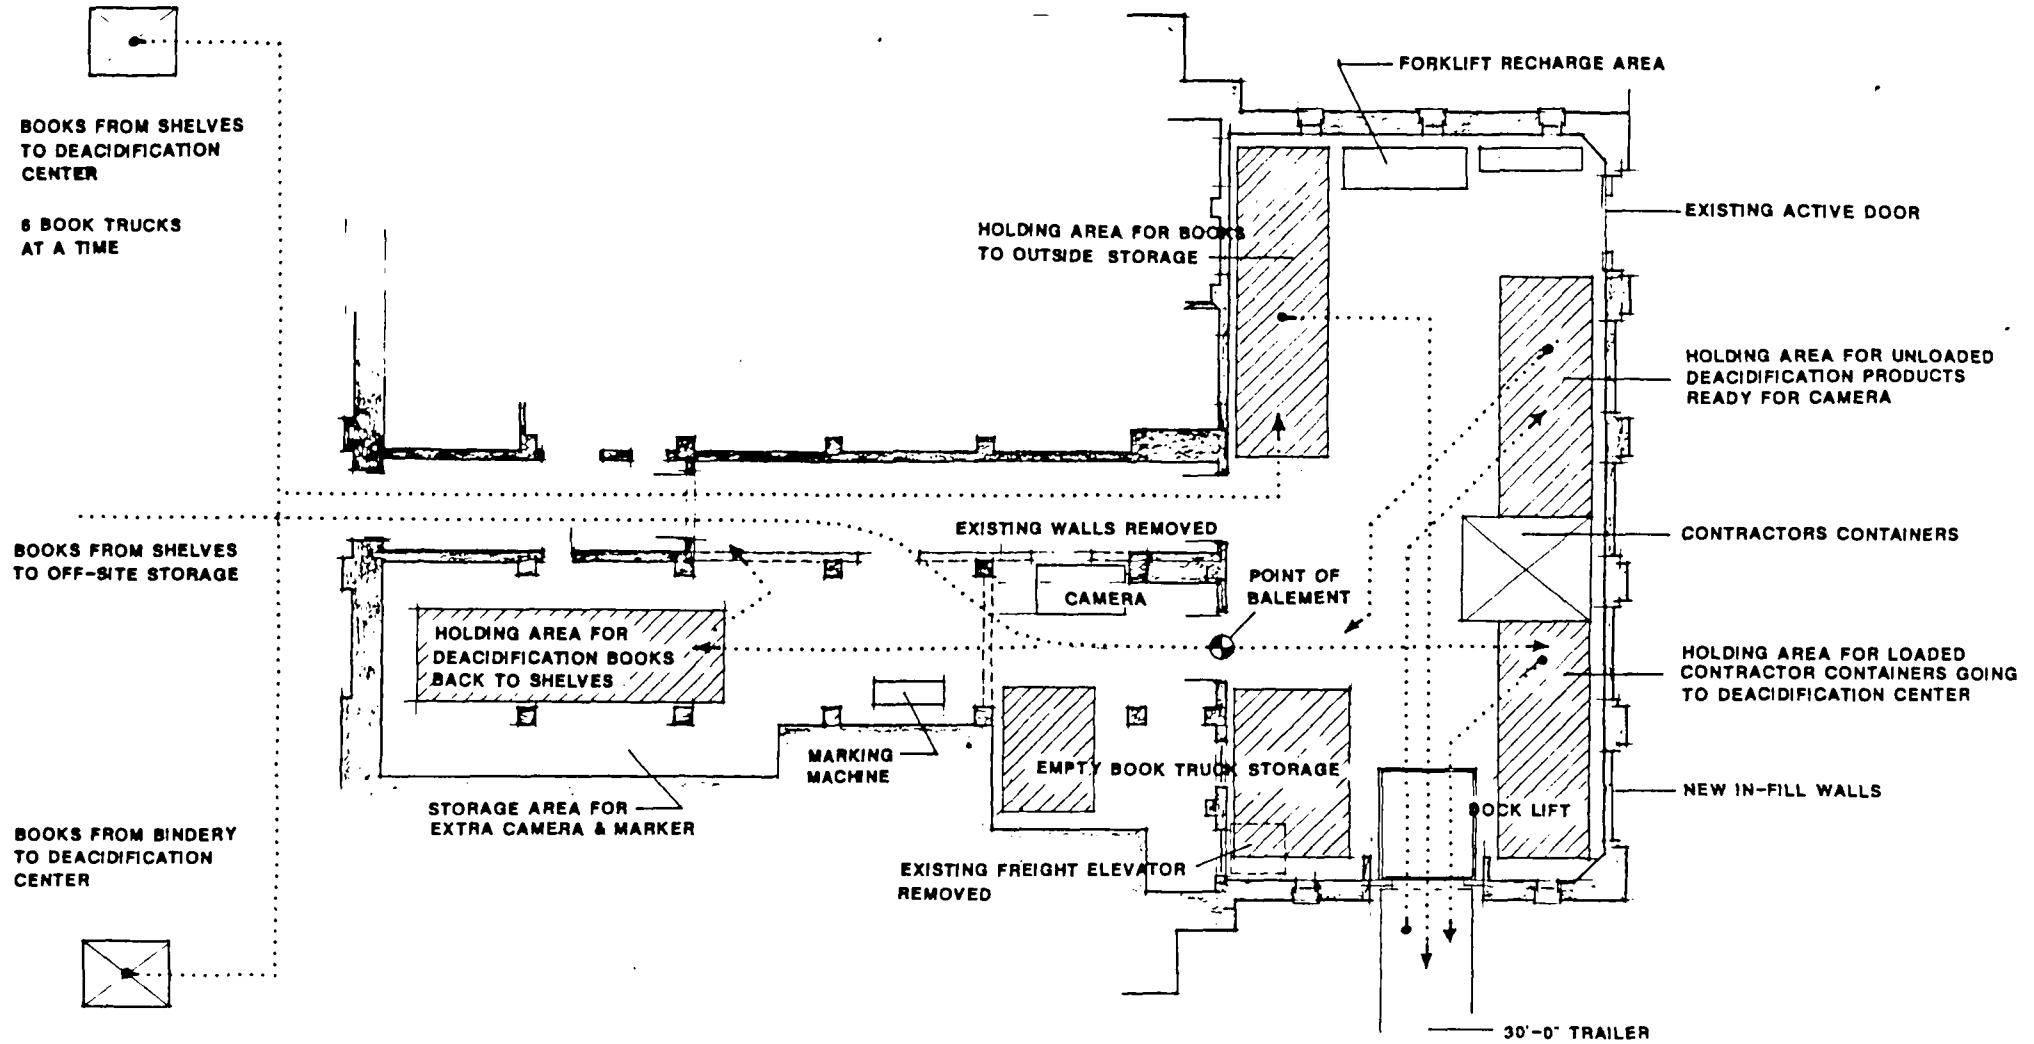 FORKLIFT RECHARGE AREA
BOOKS FROM SHELVES
TO DEACIDIFICATION
CENTER
6 BOOK TRUCKS
AT A TIME
EXISTING ACTIVE DOOR
HOLDING AREA FOR BOOKS
TO OUTSIDE STORAGE
HOLDING AREA FOR UNLOADED
DEACIDIFICATION PRODUCTS
READY FOR CAMERA
BOOKS FROM SHELVES
TO OFF-SITE STORAGE
EXISTING WALLS REMOVED
CONTRACTORS CONTAINERS
POINT OF
BALEMENT
CAMERA
HOLDING AREA FOR
DEACIDIFICATION BOOKS
BACK TO SHELVES
HOLDING AREA FOR LOADED
CONTRACTOR CONTAINERS GOING
TO DEACIDIFICATION CENTER
MARKING
MACHINE
EMPTY BOOK TRUCK STORAGE
STORAGE AREA FOR
EXTRA CAMERA & MARKER
DOCK LIFT
NEW IN-FILL WALLS
BOOKS FROM BINDERY
TO DEACIDIFICATION
CENTER
EXISTING FREIGHT ELEVATOR
REMOVED
30'-0" TRAILER